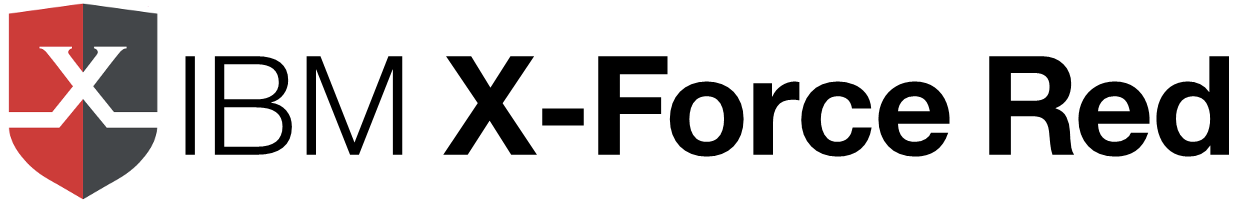 X IBM X-Force Red